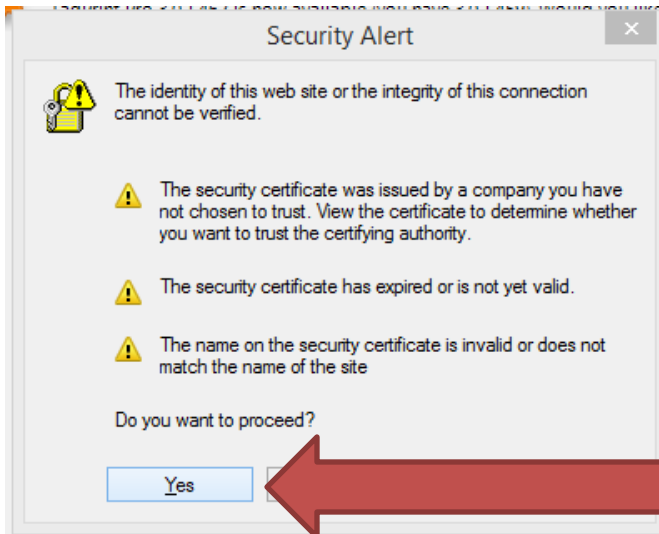 Security Alert
The identity of this web site or the integrity of this connection
cannot be verified.
The security certificate was issued by a company you have
not chosen to trust. View the certificate to determine whether
you want to trust the certifying authority.
The security certificate has expired or is not yet valid.
The name on the security certificate is invalid or does not
match the name of the site
Do you want to proceed?
Yes